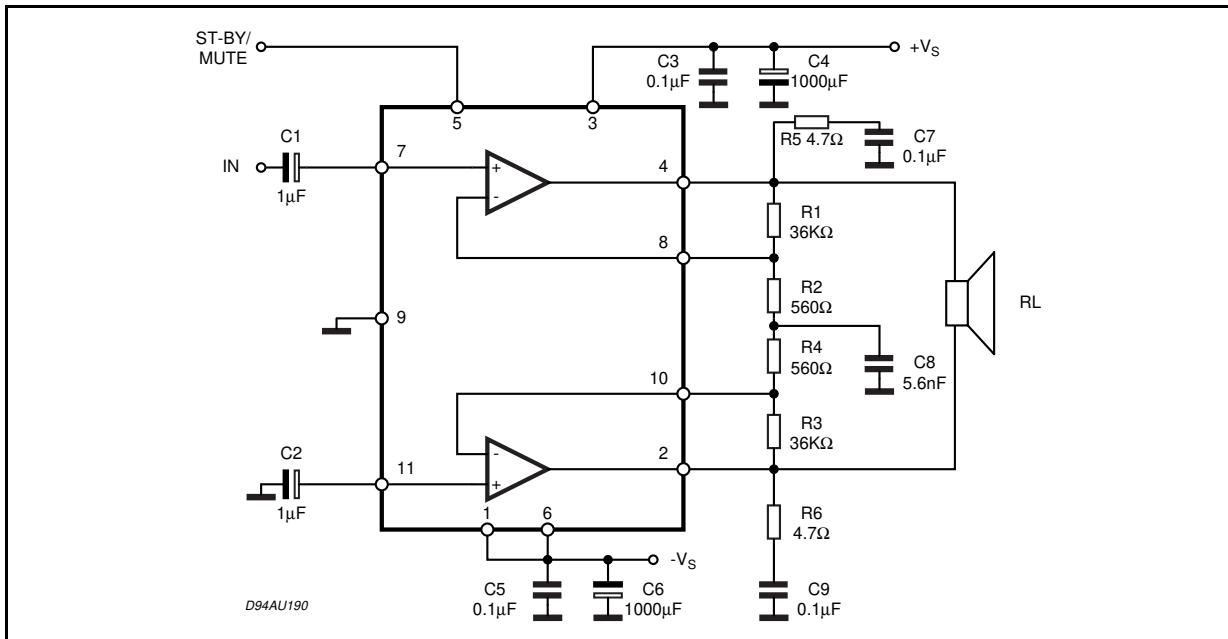 ST-BY/
MUTE
C3
0.1µF
C4
1000µF
+VS
5
3
R5 4.7Ω
C7
0.1µF
C1
IN
1µF
7
+
-
4
R1
36KΩ
8
R2
560Ω
RL
9
R4
560Ω
C8
5.6nF
10
R3
36KΩ
C2
1µF
11
-
+
2
1
6
R6
4.7Ω
-VS
C5
0.1µF
C6
1000µF
C9
0.1µF
D94AU190